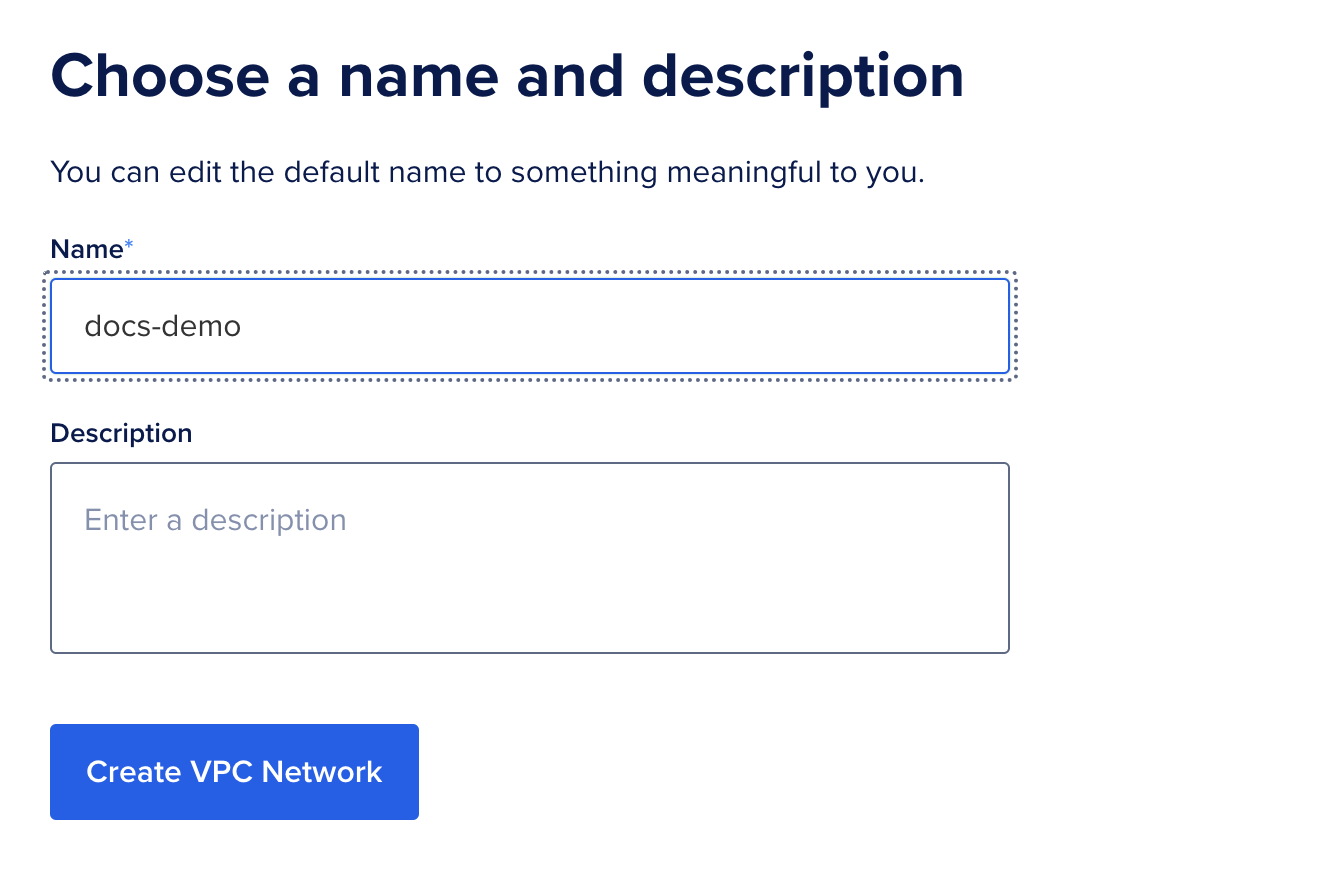 Choose a name and description
You can edit the default name to something meaningful to you.
Name*
docs-demo
Description
Enter a description
Create VPC Network